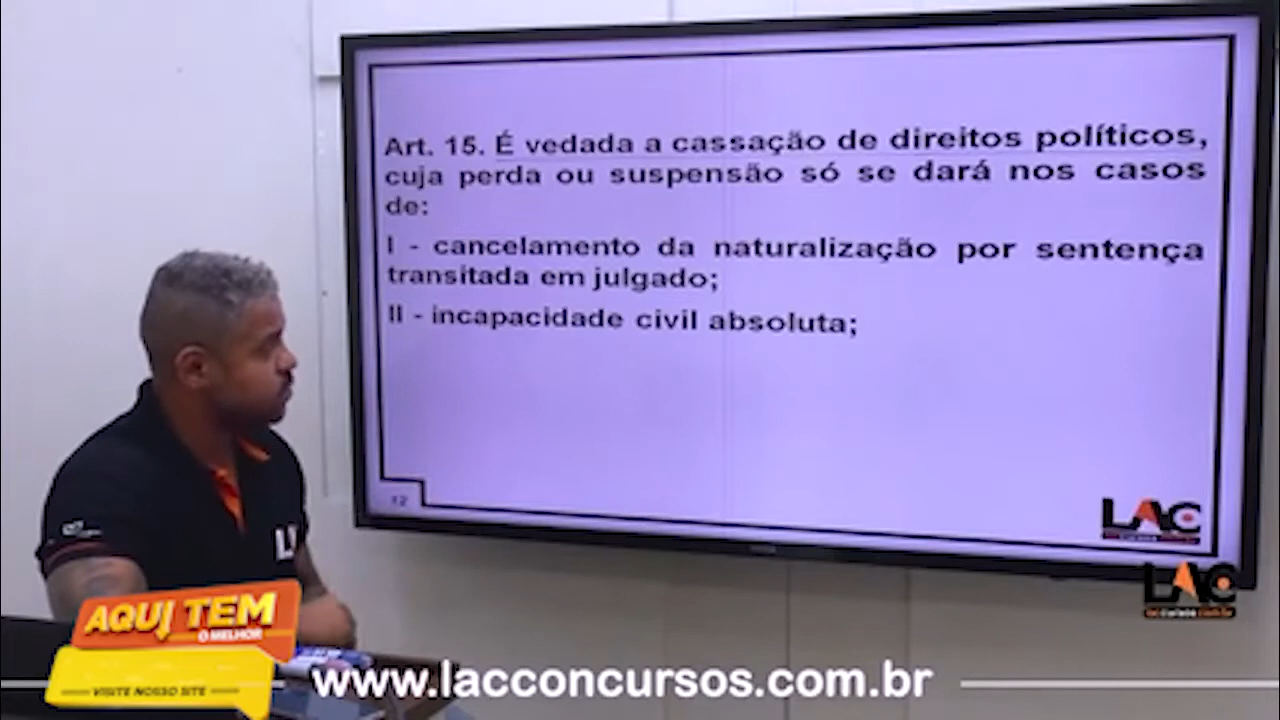 Art. 15. É vedada a cassação de direitos políticos,
cuja perda ou suspensão só se dará nos casos
de:
I - cancelamento da naturalização por sentença
transitada em julgado;
II - incapacidade civil absoluta;
12
LAC
LAC
AQUI TEM
O MELHOR
VISITE NOSSO SITE
www.lacconcursos.com.br